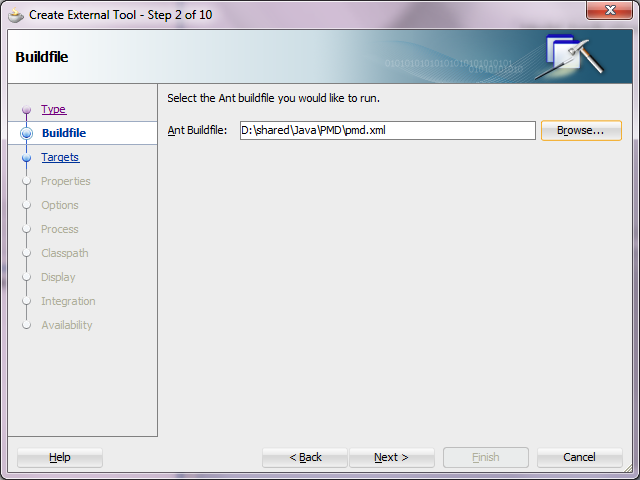 Create External Tool - Step 2 of 10
Buildfile
010101010101010101010101
0101010101
Type
Buildfile
Targets
Properties
Options
Process
Classpath
Display
Integration
Availability
Select the Ant buildfile you would like to run.
Ant Buildfile: D:\shared\Java\PMD\pmd.xml Browse...
Help < Back Next > Finish Cancel